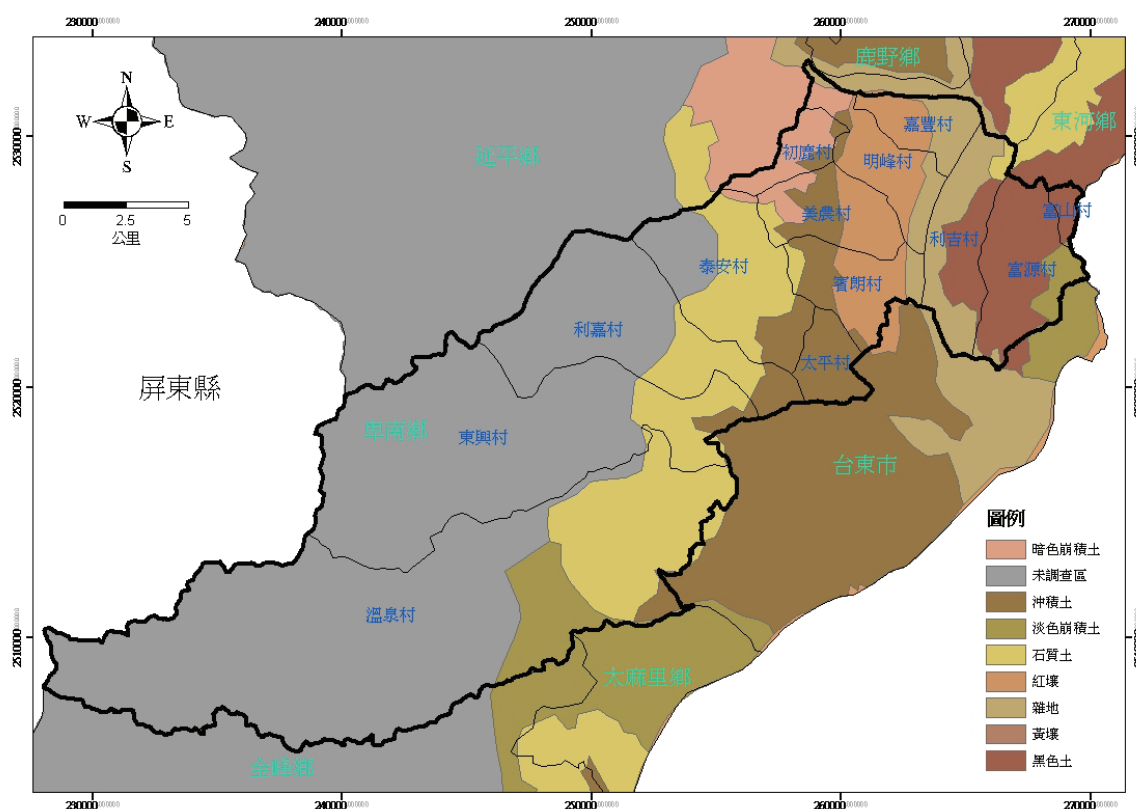 230000 240000 250000 260000 270000
N
W E
S
0 2.5 5
公里
鹿野鄉
東河鄉
延平鄉
嘉豐村
初鹿村
明峰村
美農村
富山村
利吉村
富源村
泰安村
賓朗村
利嘉村
太平村
屏東縣
卑南鄉
東興村
台東市
溫泉村
太麻里鄉
金峰鄉
圖例
暗色崩積土
未調查區
沖積土
淡色崩積土
石質土
紅壤
雜地
黃壤
黑色土
2530000
2520000
2510000
230000 240000 250000 260000 270000